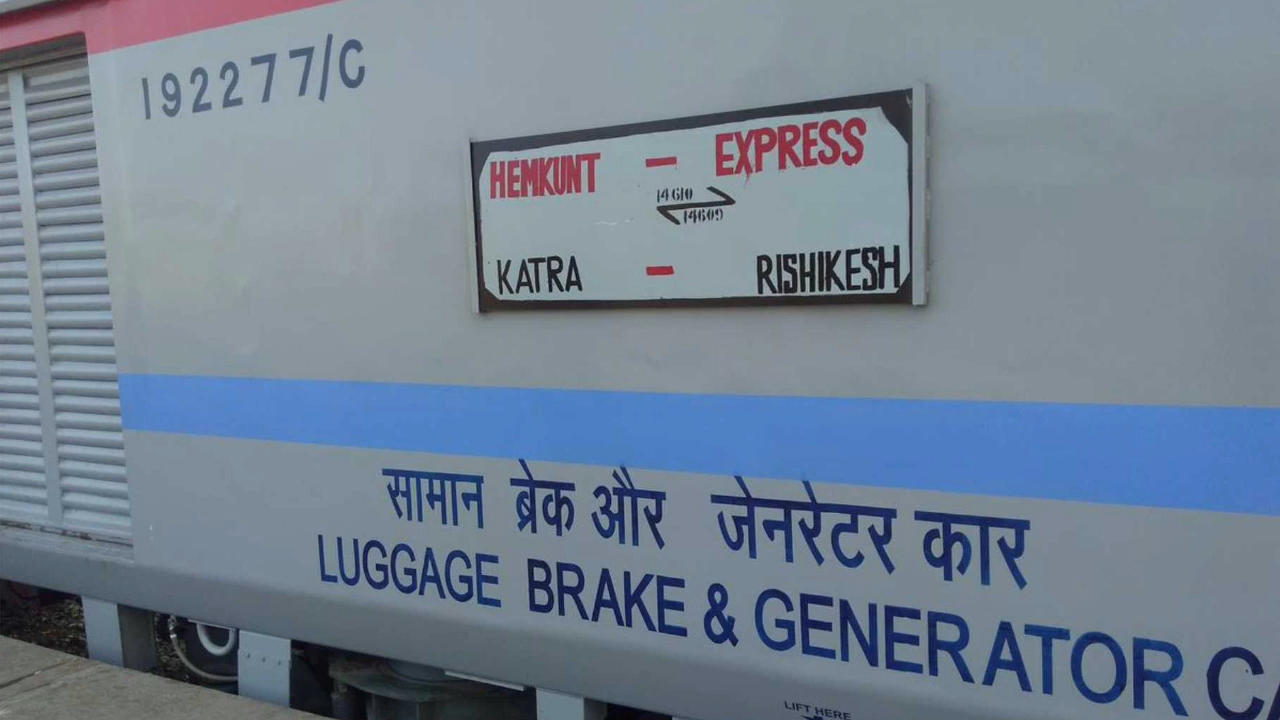 192277/C
HEMKUNT - EXPRESS
14610
14609
KATRA - RISHIKESH
सामान ब्रेक और जेनरेटर कार
LUGGAGE BRAKE & GENERATOR CA
LIFT HERE